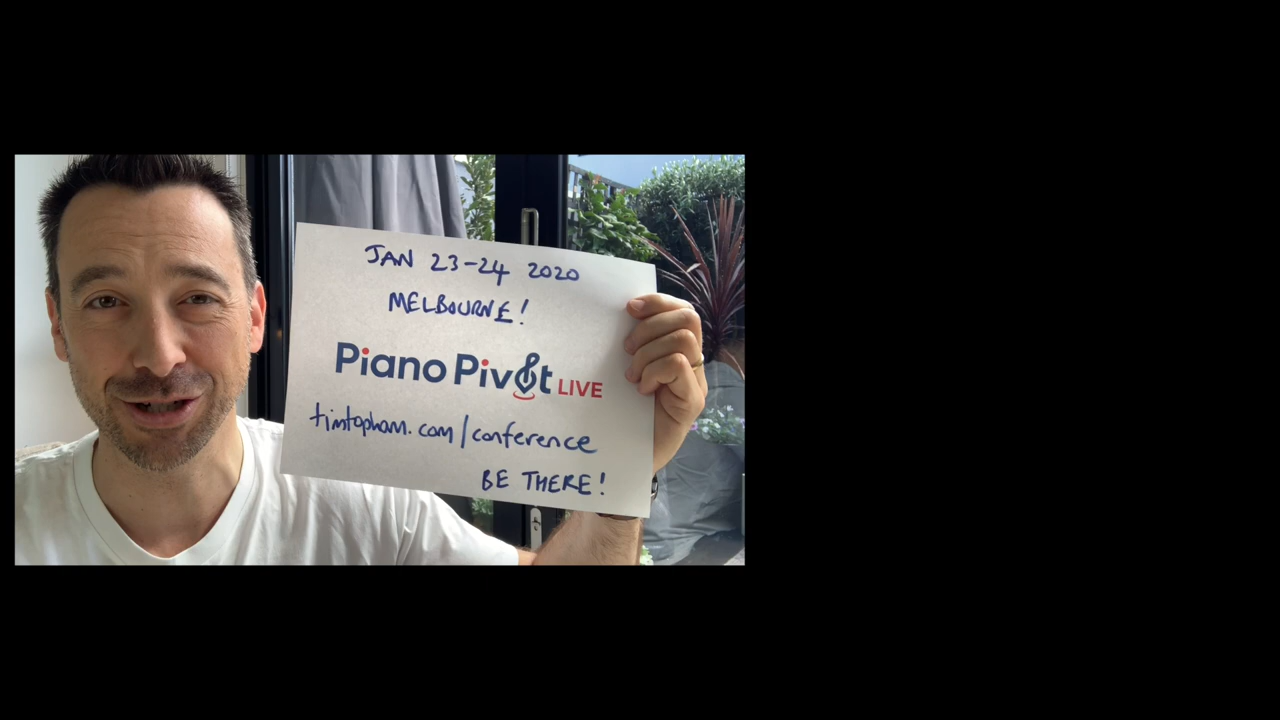 JAN 23-24 2020
MELBOURNE!
Piano Pivot LIVE
timtopham.com/conference
BE THERE!